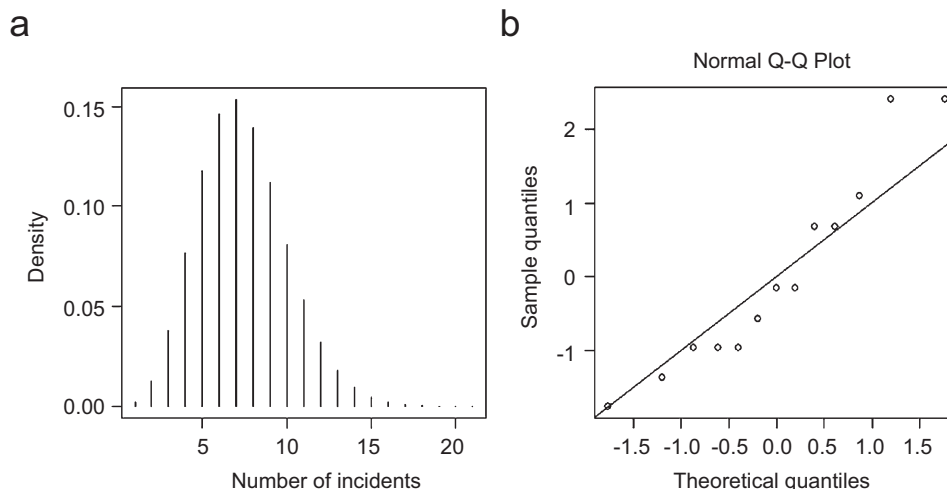 a
Density
0.15
0.10
0.05
0.00
5 10 15 20
Number of incidents
b
Normal Q-Q Plot
Sample quantiles
2
1
0
-1
-1.5 -1.0 -0.5 0.0 0.5 1.0 1.5
Theoretical quantiles